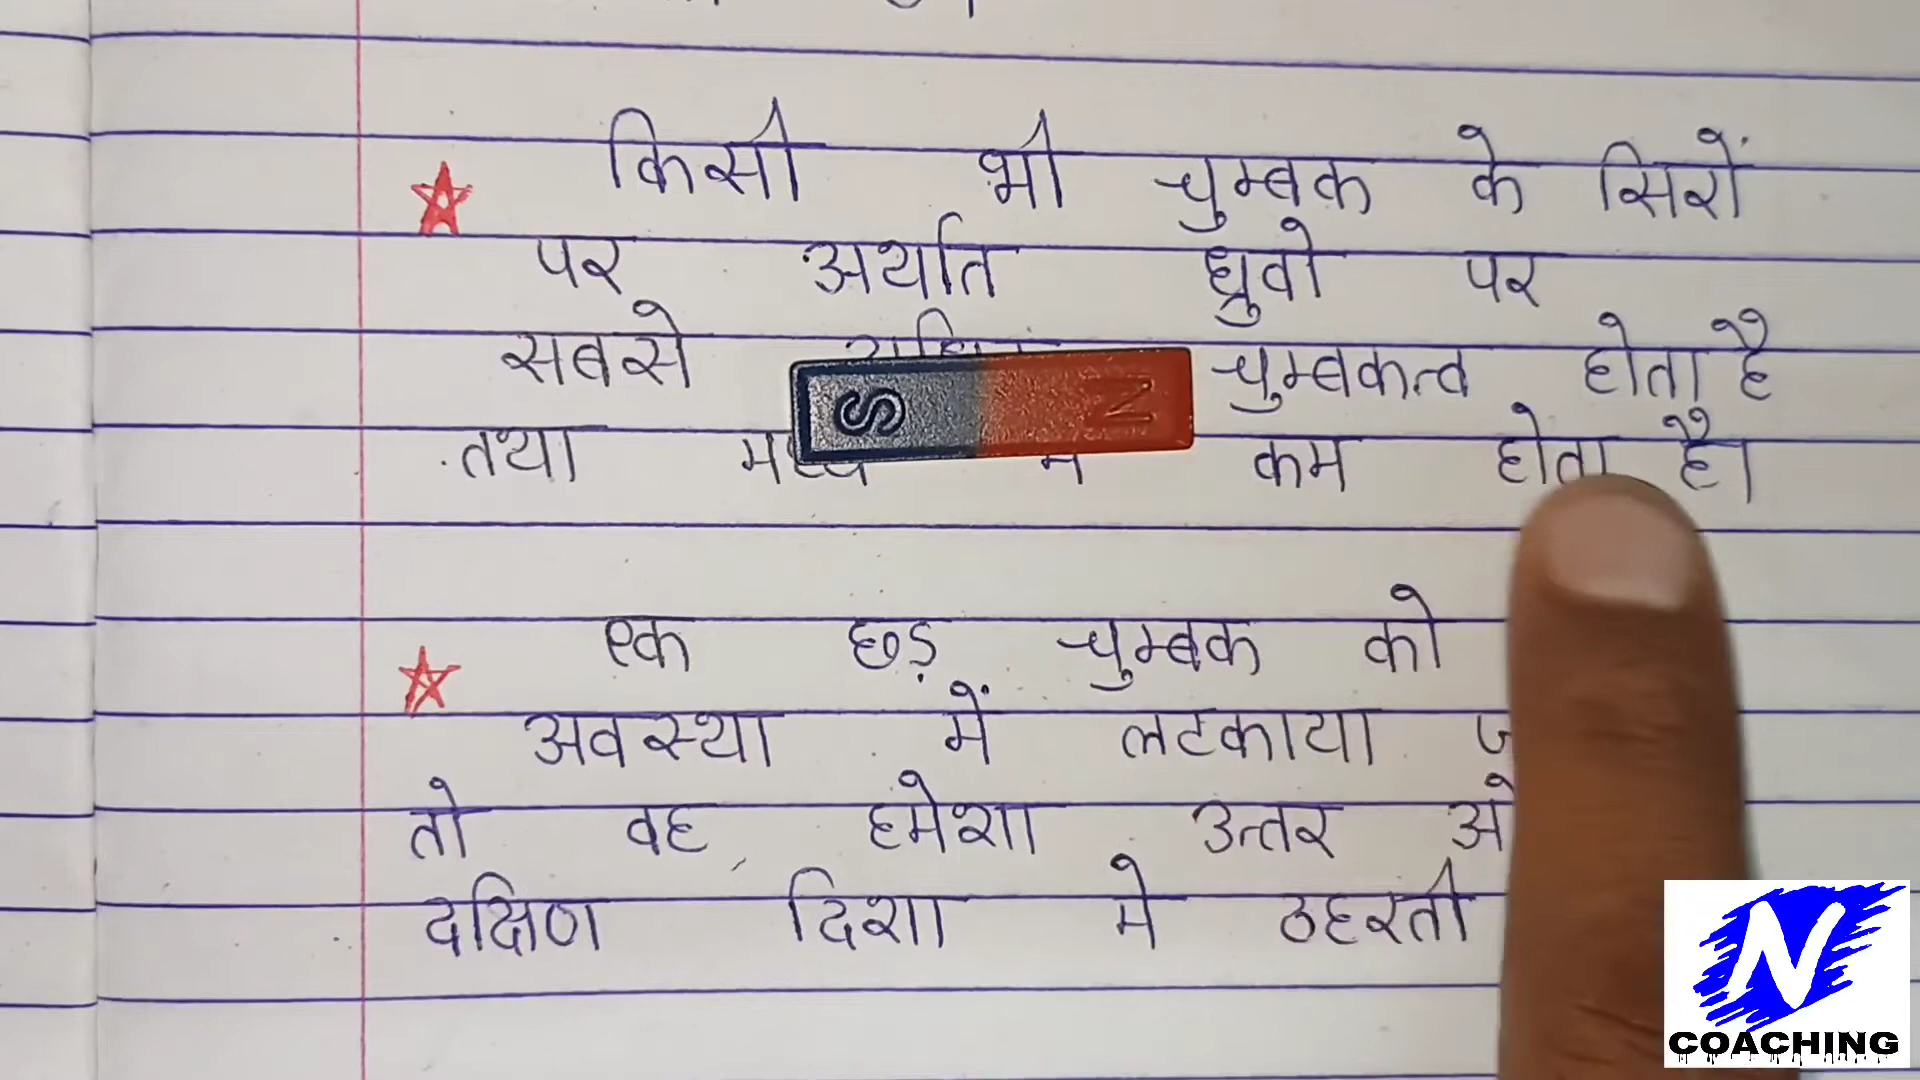 किसी भी चुम्बक के सिरों
पर अर्थात ध्रुवो पर
सबसे चुम्बकत्व होता है
S N
तथा कम होता है।
एक छड़ चुम्बक को
अवस्था में लटकाया
तो वह हमेशा उत्तर
दक्षिण दिशा मे ठहरती
N
COACHING